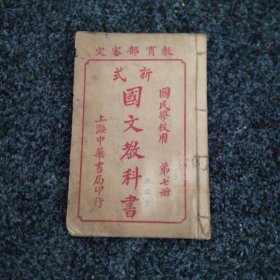 教育部審定
新式
國民學校用
第七冊
國文教科書
上海中華書局印行